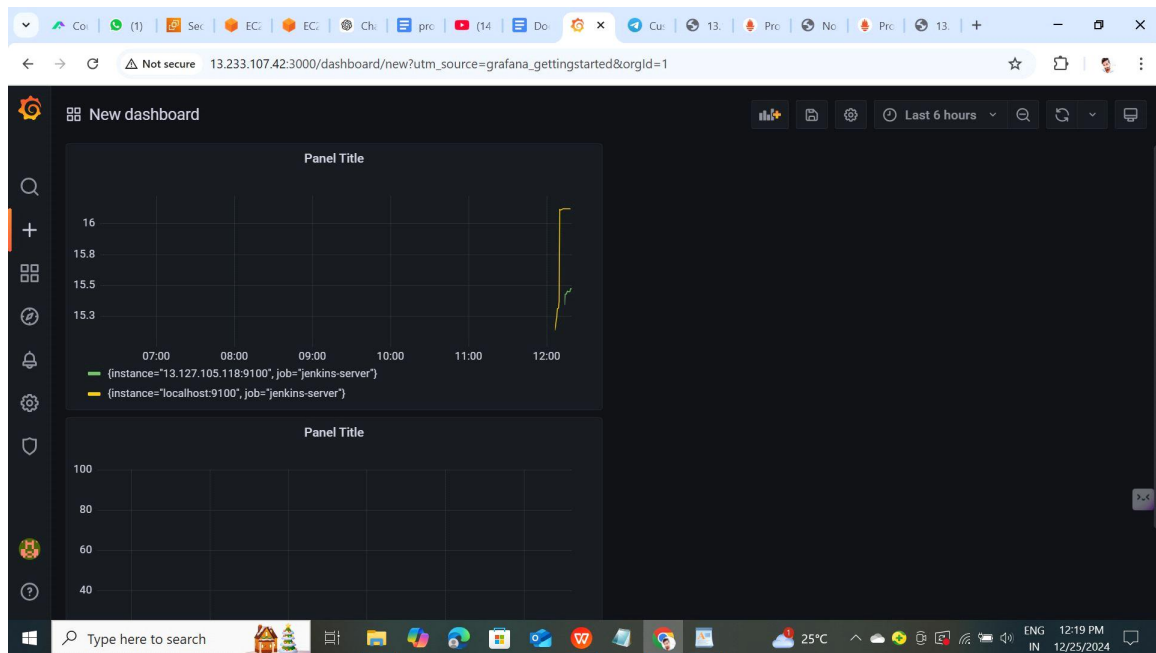 Co
(1)
Sec
EC2
EC2
Ch
pro
(14
Do
Cu
13.
Pro
No
Pro
13.
Not secure 13.233.107.42:3000/dashboard/new?utm_source=grafana_gettingstarted&orgId=1
New dashboard
Last 6 hours
Panel Title
16
15.8
15.5
15.3
07:00 08:00 09:00 10:00 11:00 12:00
{instance="13.127.105.118:9100", job="jenkins-server"}
{instance="localhost:9100", job="jenkins-server"}
Panel Title
100
80
60
40
Type here to search
25°C
ENG 12:19 PM
IN 12/25/2024